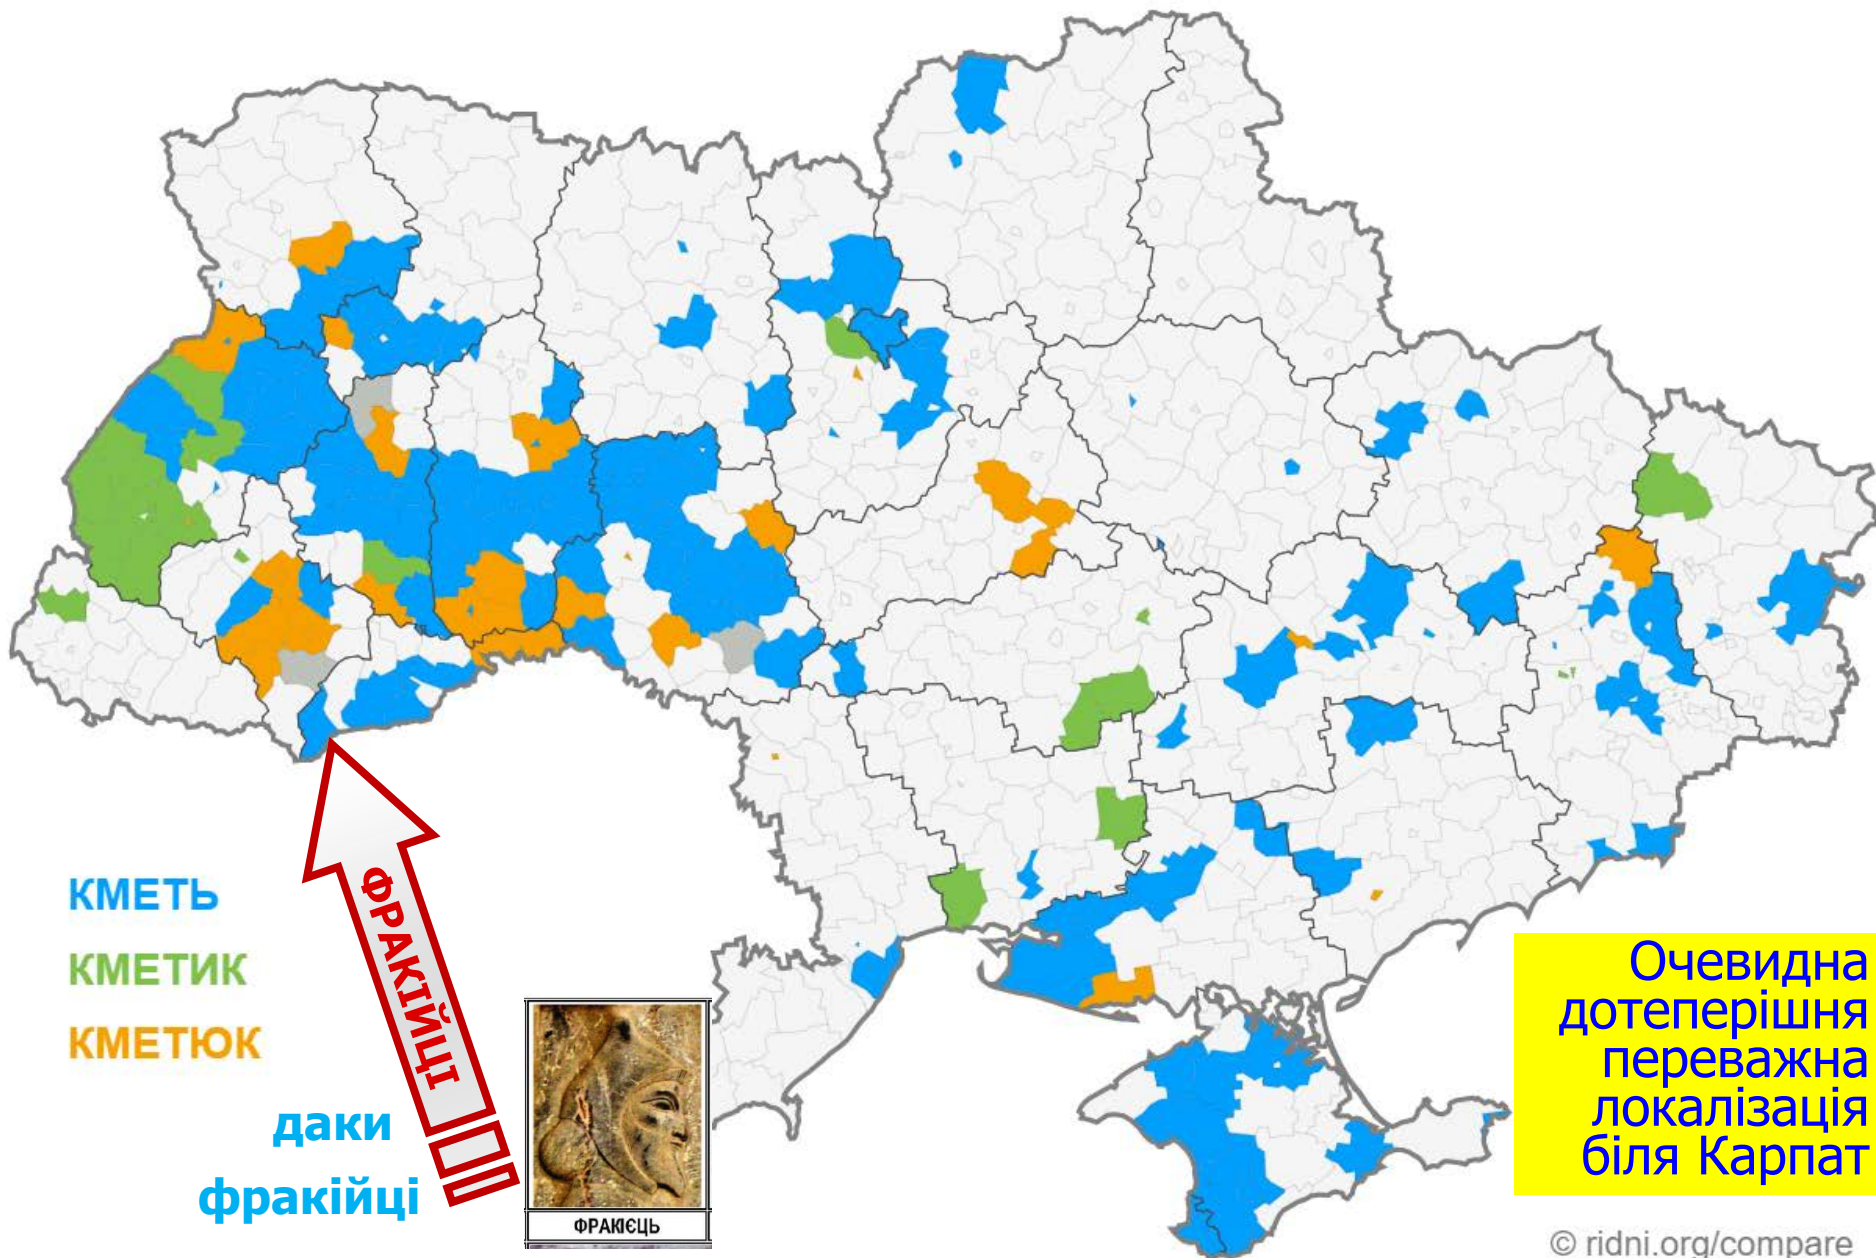 КМЕТЬ
КМЕТИК
КМЕТЮК
даки
фракійці
ФРАКІЙЦІ
ФРАКІЄЦЬ
Очевидна
дотеперішня
переважна
локалізація
біля Карпат
© ridni.org/compare